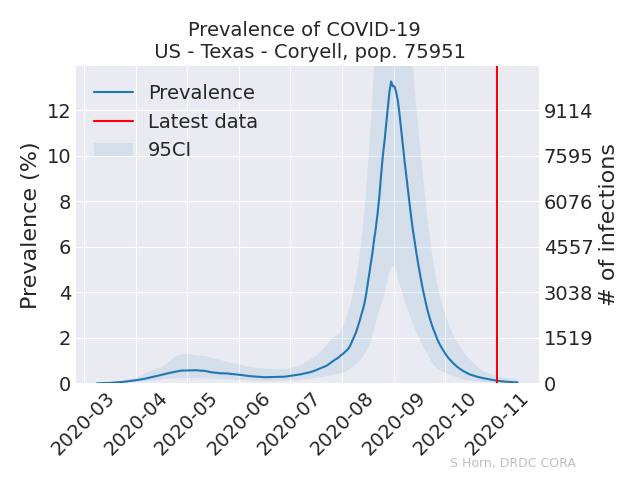 Prevalence of COVID-19
US - Texas - Coryell, pop. 75951
Prevalence
Latest data
95CI
Prevalence (%)
12
10
8
6
4
2
0
9114
7595
6076
4557
3038
1519
0
# of infections
2020-03
2020-04
2020-05
2020-06
2020-07
2020-08
2020-09
2020-10
2020-11
S Horn, DRDC CORA